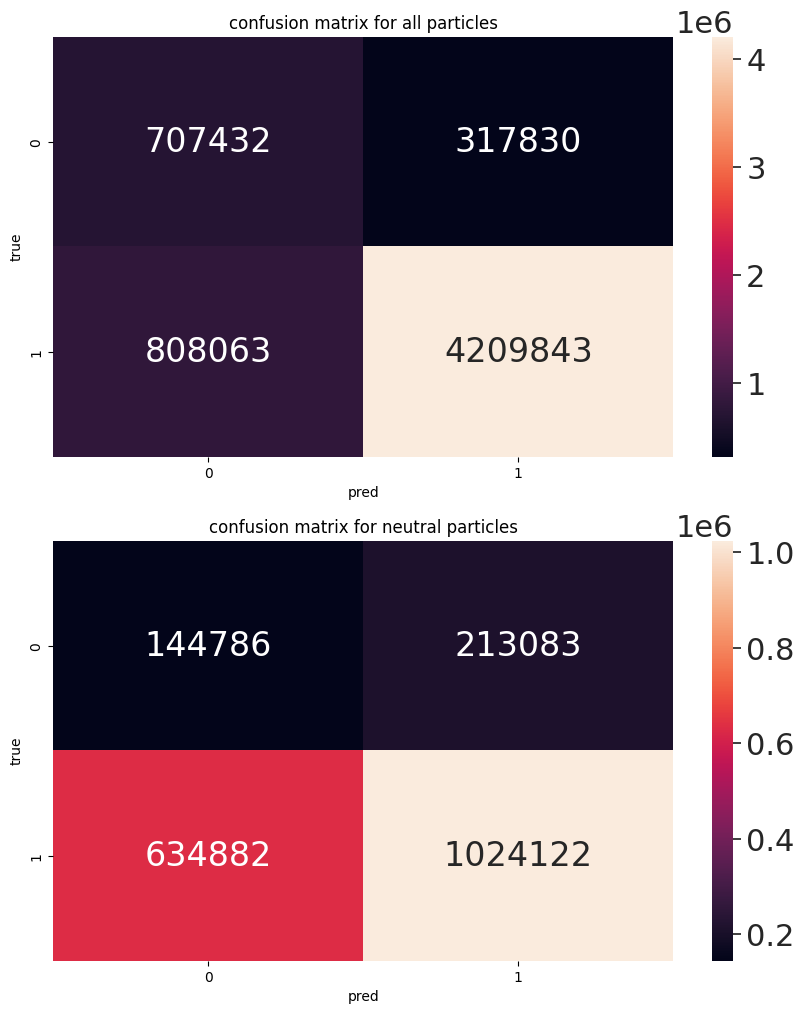 confusion matrix for all particles
1e6
4
3
2
1
true
0
707432 317830
1
808063 4209843
0 1
pred
confusion matrix for neutral particles
1e6
1.0
0.8
0.6
0.4
0.2
true
0
144786 213083
1
634882 1024122
0 1
pred